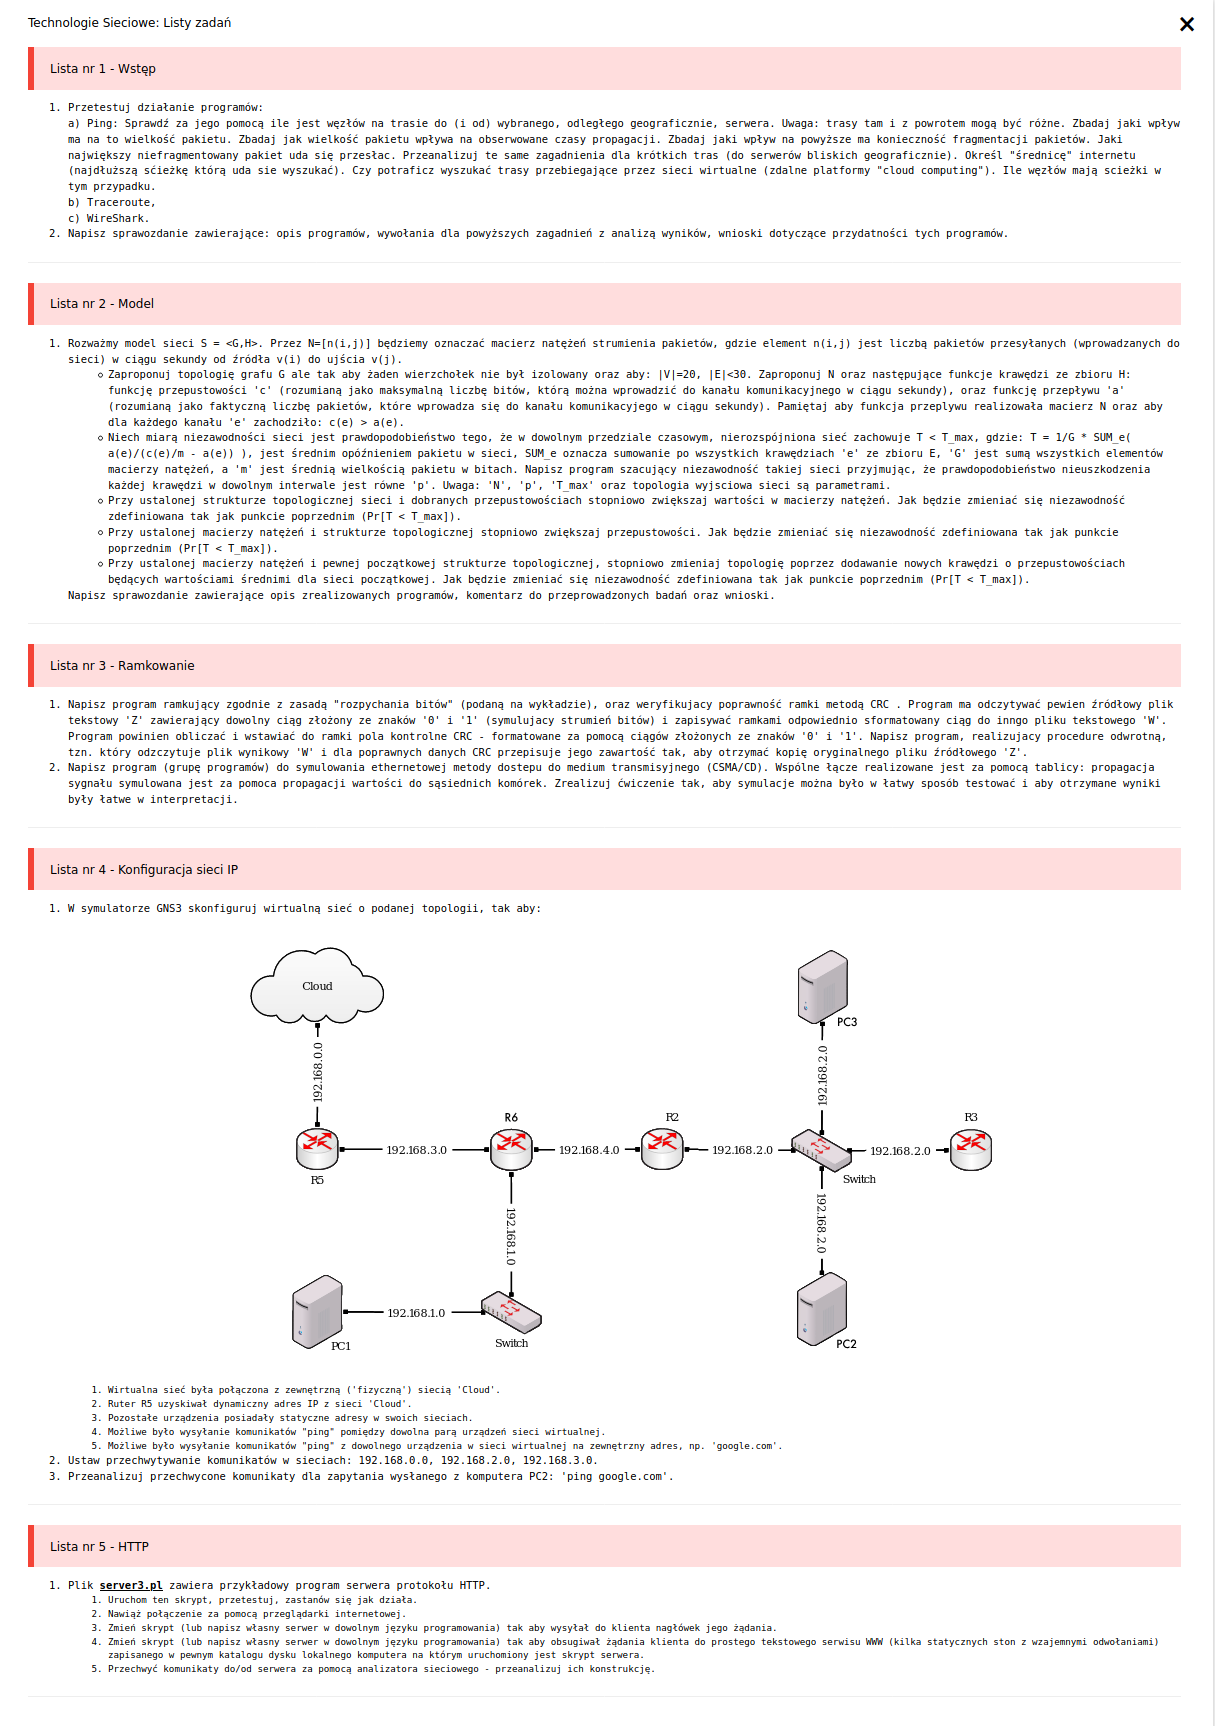 Technologie Sieciowe: Listy zadań
×
Lista nr 1 - Wstęp
1. Przetestuj działanie programów:
a) Ping: Sprawdź za jego pomocą ile jest węzłów na trasie do (i od) wybranego, odległego geograficznie, serwera. Uwaga: trasy tam i z powrotem mogą być różne. Zbadaj jaki wpływ
ma na to wielkość pakietu. Zbadaj jak wielkość pakietu wpływa na obserwowane czasy propagacji. Zbadaj jaki wpływ na powyższe ma konieczność fragmentacji pakietów. Jaki
największy niefragmentowany pakiet uda się przesłac. Przeanalizuj te same zagadnienia dla krótkich tras (do serwerów bliskich geograficznie). Określ "średnicę" internetu
(najdłuższą sćieżkę którą uda sie wyszukać). Czy potraficz wyszukać trasy przebiegające przez sieci wirtualne (zdalne platformy "cloud computing"). Ile węzłów mają scieżki w
tym przypadku.
b) Traceroute,
c) WireShark.
2. Napisz sprawozdanie zawierające: opis programów, wywołania dla powyższych zagadnień z analizą wyników, wnioski dotyczące przydatności tych programów.
Lista nr 2 - Model
1. Rozważmy model sieci S = <G,H>. Przez N=[n(i,j)] będziemy oznaczać macierz natężeń strumienia pakietów, gdzie element n(i,j) jest liczbą pakietów przesyłanych (wprowadzanych do
sieci) w ciągu sekundy od źródła v(i) do ujścia v(j).
Zaproponuj topologię grafu G ale tak aby żaden wierzchołek nie był izolowany oraz aby: |V|=20, |E|<30. Zaproponuj N oraz następujące funkcje krawędzi ze zbioru H:
funkcję przepustowości 'c' (rozumianą jako maksymalną liczbę bitów, którą można wprowadzić do kanału komunikacyjnego w ciągu sekundy), oraz funkcję przepływu 'a'
(rozumianą jako faktyczną liczbę pakietów, które wprowadza się do kanału komunikacyjego w ciągu sekundy). Pamiętaj aby funkcja przeplywu realizowała macierz N oraz aby
dla każdego kanału 'e' zachodziło: c(e) > a(e).
Niech miarą niezawodności sieci jest prawdopodobieństwo tego, że w dowolnym przedziale czasowym, nierozspójniona sieć zachowuje T < T_max, gdzie: T = 1/G * SUM_e(
a(e)/(c(e)/m - a(e)) ), jest średnim opóźnieniem pakietu w sieci, SUM_e oznacza sumowanie po wszystkich krawędziach 'e' ze zbioru E, 'G' jest sumą wszystkich elementów
macierzy natężeń, a 'm' jest średnią wielkością pakietu w bitach. Napisz program szacujący niezawodność takiej sieci przyjmując, że prawdopodobieństwo nieuszkodzenia
każdej krawędzi w dowolnym interwale jest równe 'p'. Uwaga: 'N', 'p', 'T_max' oraz topologia wyjsciowa sieci są parametrami.
Przy ustalonej strukturze topologicznej sieci i dobranych przepustowościach stopniowo zwiększaj wartości w macierzy natężeń. Jak będzie zmieniać się niezawodność
zdefiniowana tak jak punkcie poprzednim (Pr[T < T_max]).
Przy ustalonej macierzy natężeń i strukturze topologicznej stopniowo zwiększaj przepustowości. Jak będzie zmieniać się niezawodność zdefiniowana tak jak punkcie
poprzednim (Pr[T < T_max]).
Przy ustalonej macierzy natężeń i pewnej początkowej strukturze topologicznej, stopniowo zmieniaj topologię poprzez dodawanie nowych krawędzi o przepustowościach
będących wartościami średnimi dla sieci początkowej. Jak będzie zmieniać się niezawodność zdefiniowana tak jak punkcie poprzednim (Pr[T < T_max]).
Napisz sprawozdanie zawierające opis zrealizowanych programów, komentarz do przeprowadzonych badań oraz wnioski.
Lista nr 3 - Ramkowanie
1. Napisz program ramkujący zgodnie z zasadą "rozpychania bitów" (podaną na wykładzie), oraz weryfikujacy poprawność ramki metodą CRC . Program ma odczytywać pewien źródłowy plik
tekstowy 'Z' zawierający dowolny ciąg złożony ze znaków '0' i '1' (symulujacy strumień bitów) i zapisywać ramkami odpowiednio sformatowany ciąg do inngo pliku tekstowego 'W'.
Program powinien obliczać i wstawiać do ramki pola kontrolne CRC - formatowane za pomocą ciągów złożonych ze znaków '0' i '1'. Napisz program, realizujacy procedure odwrotną,
tzn. który odzczytuje plik wynikowy 'W' i dla poprawnych danych CRC przepisuje jego zawartość tak, aby otrzymać kopię oryginalnego pliku źródłowego 'Z'.
2. Napisz program (grupę programów) do symulowania ethernetowej metody dostepu do medium transmisyjnego (CSMA/CD). Wspólne łącze realizowane jest za pomocą tablicy: propagacja
sygnału symulowana jest za pomoca propagacji wartości do sąsiednich komórek. Zrealizuj ćwiczenie tak, aby symulacje można było w łatwy sposób testować i aby otrzymane wyniki
były łatwe w interpretacji.
Lista nr 4 - Konfiguracja sieci IP
1. W symulatorze GNS3 skonfiguruj wirtualną sieć o podanej topologii, tak aby:
Cloud
PC3
192.168.0.0
192.168.2.0
R6
R2
R3
192.168.3.0
192.168.4.0
192.168.2.0
192.168.2.0
R5
Switch
192.168.1.0
192.168.2.0
192.168.1.0
PC1
Switch
PC2
1. Wirtualna sieć była połączona z zewnętrzną ('fizyczną') siecią 'Cloud'.
2. Ruter R5 uzyskiwał dynamiczny adres IP z sieci 'Cloud'.
3. Pozostałe urządzenia posiadały statyczne adresy w swoich sieciach.
4. Możliwe było wysyłanie komunikatów "ping" pomiędzy dowolna parą urządzeń sieci wirtualnej.
5. Możliwe było wysyłanie komunikatów "ping" z dowolnego urządzenia w sieci wirtualnej na zewnętrzny adres, np. 'google.com'.
2. Ustaw przechwytywanie komunikatów w sieciach: 192.168.0.0, 192.168.2.0, 192.168.3.0.
3. Przeanalizuj przechwycone komunikaty dla zapytania wysłanego z komputera PC2: 'ping google.com'.
Lista nr 5 - HTTP
1. Plik server3.pl zawiera przykładowy program serwera protokołu HTTP.
1. Uruchom ten skrypt, przetestuj, zastanów się jak działa.
2. Nawiąż połączenie za pomocą przeglądarki internetowej.
3. Zmień skrypt (lub napisz własny serwer w dowolnym języku programowania) tak aby wysyłał do klienta nagłówek jego żądania.
4. Zmień skrypt (lub napisz własny serwer w dowolnym języku programowania) tak aby obsugiwał żądania klienta do prostego tekstowego serwisu WWW (kilka statycznych ston z wzajemnymi odwołaniami)
zapisanego w pewnym katalogu dysku lokalnego komputera na którym uruchomiony jest skrypt serwera.
5. Przechwyć komunikaty do/od serwera za pomocą analizatora sieciowego - przeanalizuj ich konstrukcję.